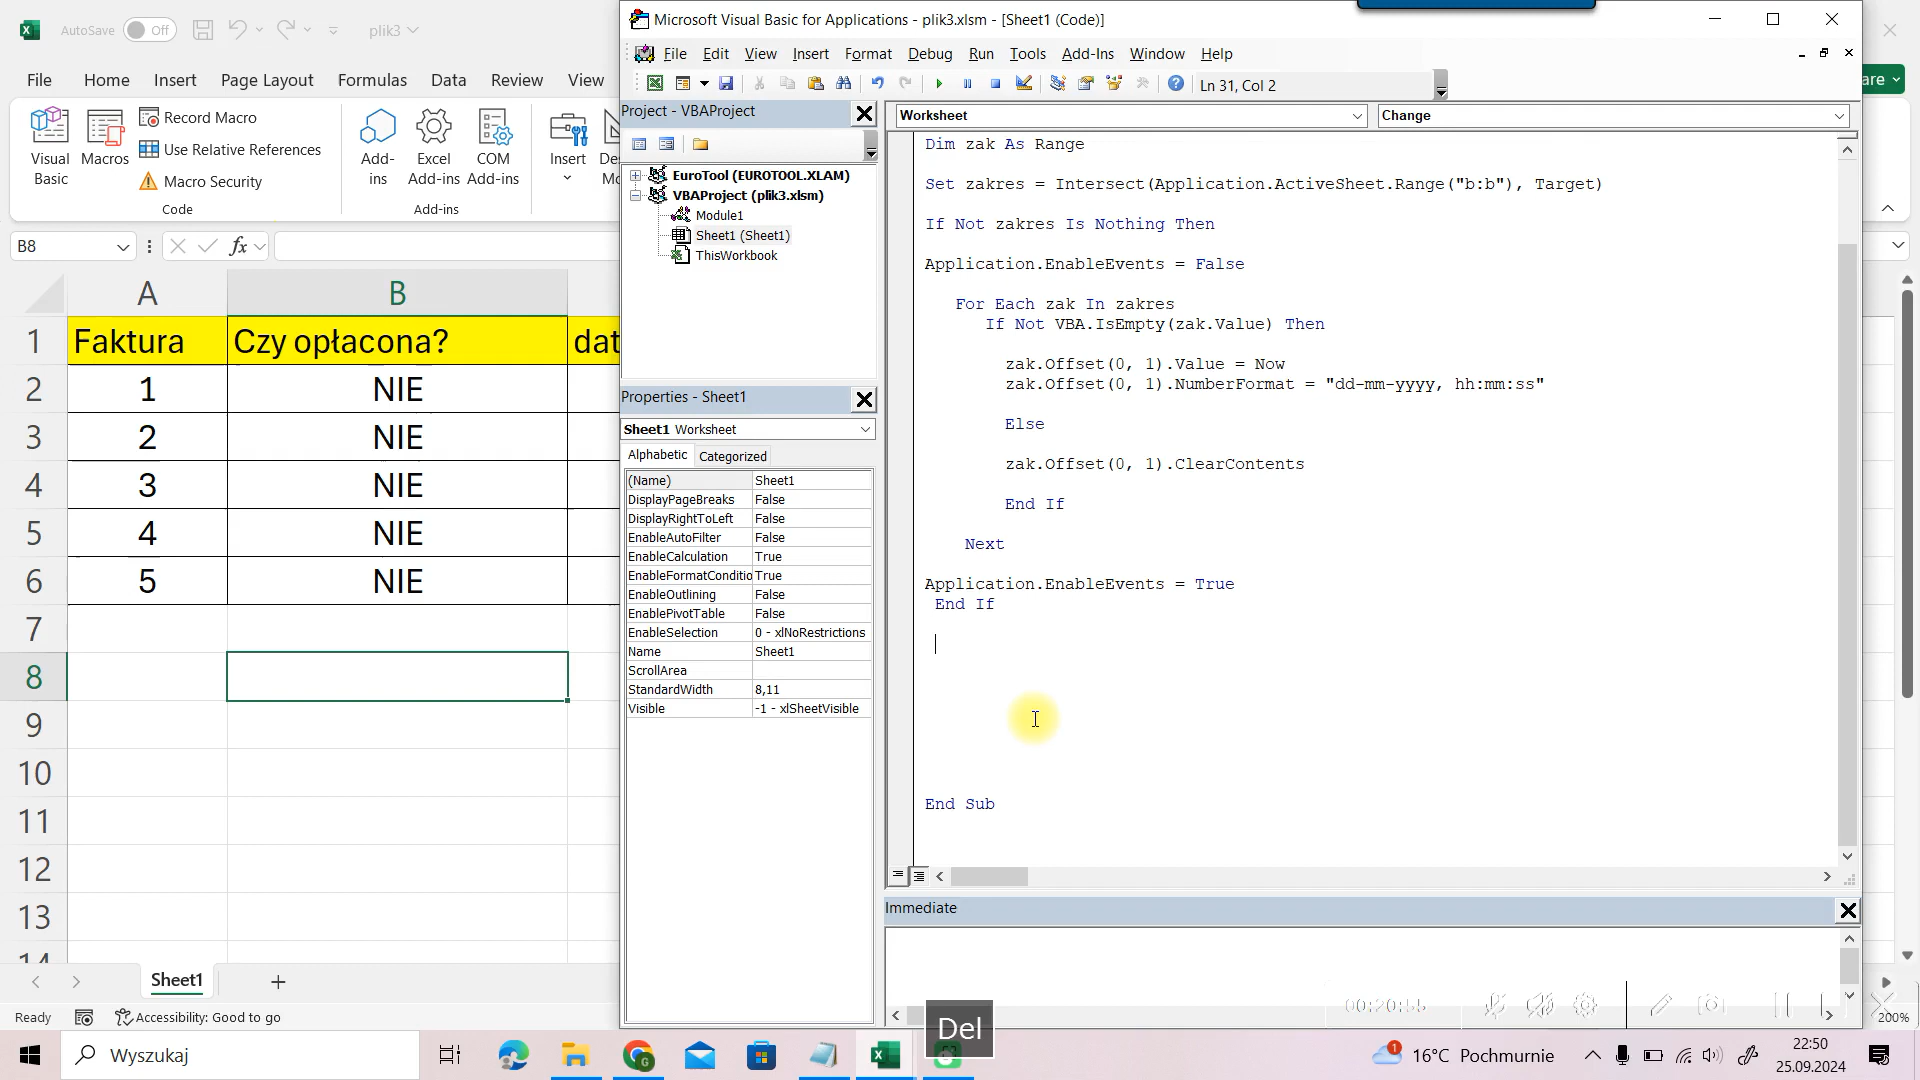 AutoSave
Off
plik3
Microsoft Visual Basic for Applications - plik3.xlsm - [Sheet1 (Code)]
File Edit View Insert Format Debug Run Tools Add-Ins Window Help
Ln 31, Col 2
File Home Insert Page Layout Formulas Data Review View
Visual Basic
Macros
Record Macro
Use Relative References
Macro Security
Code
Add-ins
Excel Add-ins
COM Add-ins
Add-ins
Insert
B8
fx
Project - VBAProject
EuroTool (EUROTOOL.XLAM)
VBAProject (plik3.xlsm)
Module1
Sheet1 (Sheet1)
ThisWorkbook
Properties - Sheet1
Sheet1 Worksheet
Alphabetic Categorized
(Name) Sheet1
DisplayPageBreaks False
DisplayRightToLeft False
EnableAutoFilter False
EnableCalculation True
EnableFormatConditio True
EnableOutlining False
EnablePivotTable False
EnableSelection 0 - xlNoRestrictions
Name Sheet1
ScrollArea
StandardWidth 8,11
Visible -1 - xlSheetVisible
Worksheet
Change
Dim zak As Range
Set zakres = Intersect(Application.ActiveSheet.Range("b:b"), Target)
If Not zakres Is Nothing Then
Application.EnableEvents = False
For Each zak In zakres
If Not VBA.IsEmpty(zak.Value) Then
zak.Offset(0, 1).Value = Now
zak.Offset(0, 1).NumberFormat = "dd-mm-yyyy, hh:mm:ss"
Else
zak.Offset(0, 1).ClearContents
End If
Next
Application.EnableEvents = True
End If
End Sub
Immediate
A B
1 Faktura Czy opłacona? dat
2 1 NIE
3 2 NIE
4 3 NIE
5 4 NIE
6 5 NIE
7
8
9
10
11
12
13
14
Sheet1
Ready
Accessibility: Good to go
Del
00:20:55
200%
Wyszukaj
1
16°C Pochmurnie
22:50
25.09.2024